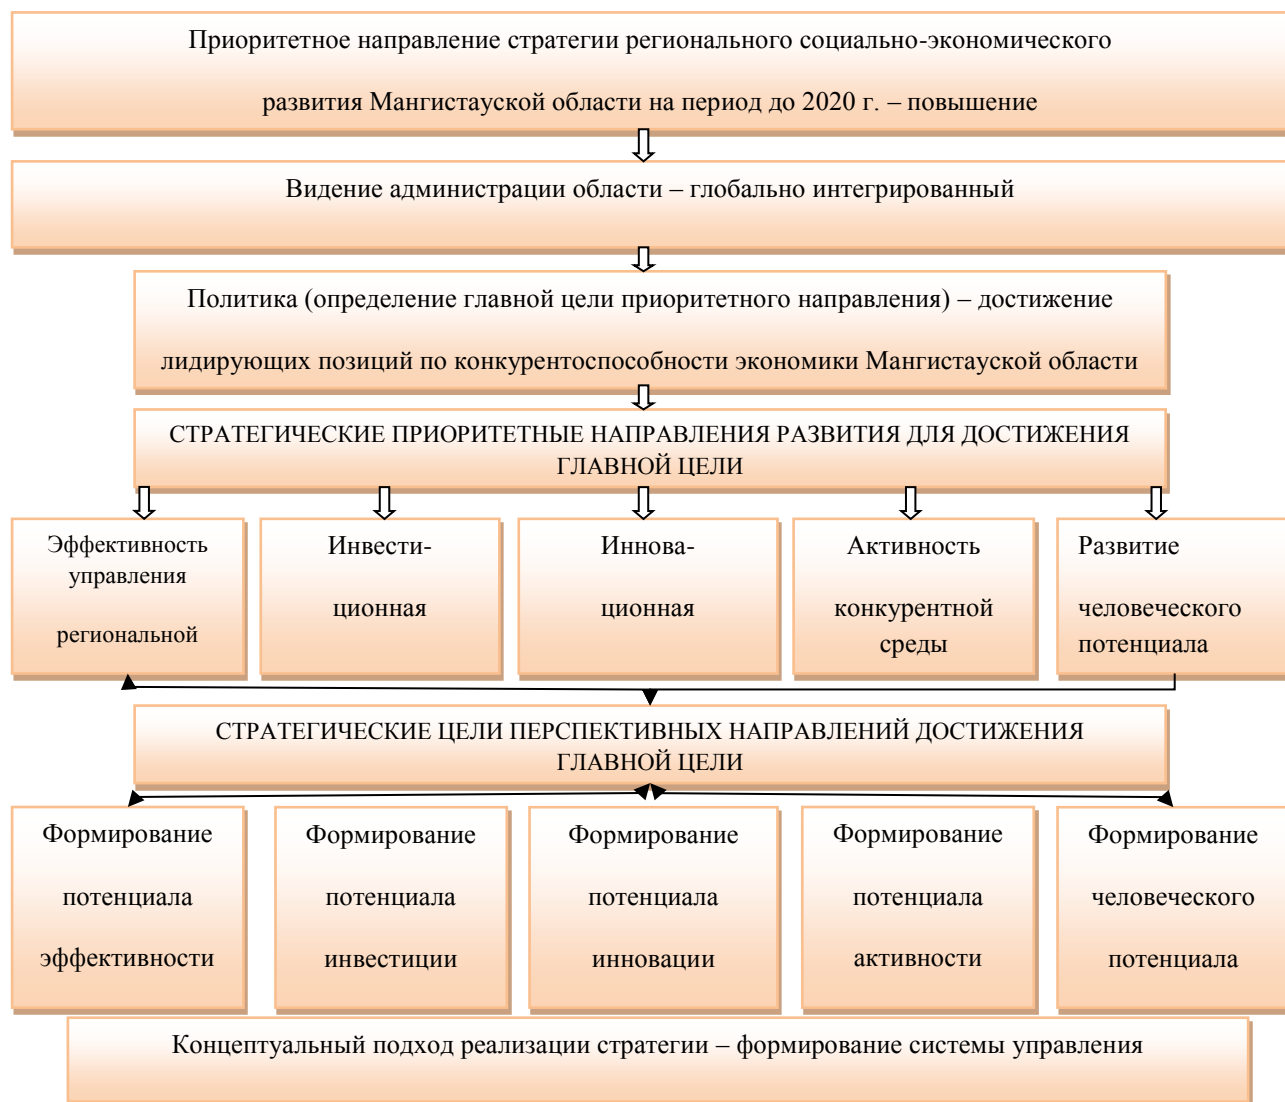 Приоритетное направление стратегии регионального социально-экономического
развития Мангистауской области на период до 2020 г. – повышение
Видение администрации области – глобально интегрированный
Политика (определение главной цели приоритетного направления) – достижение
лидирующих позиций по конкурентоспособности экономики Мангистауской области
СТРАТЕГИЧЕСКИЕ ПРИОРИТЕТНЫЕ НАПРАВЛЕНИЯ РАЗВИТИЯ ДЛЯ ДОСТИЖЕНИЯ
ГЛАВНОЙ ЦЕЛИ
Эффективность
управления
региональной
Инвести-
ционная
Иннова-
ционная
Активность
конкурентной
среды
Развитие
человеческого
потенциала
СТРАТЕГИЧЕСКИЕ ЦЕЛИ ПЕРСПЕКТИВНЫХ НАПРАВЛЕНИЙ ДОСТИЖЕНИЯ
ГЛАВНОЙ ЦЕЛИ
Формирование
потенциала
эффективности
Формирование
потенциала
инвестиции
Формирование
потенциала
инновации
Формирование
потенциала
активности
Формирование
человеческого
потенциала
Концептуальный подход реализации стратегии – формирование системы управления